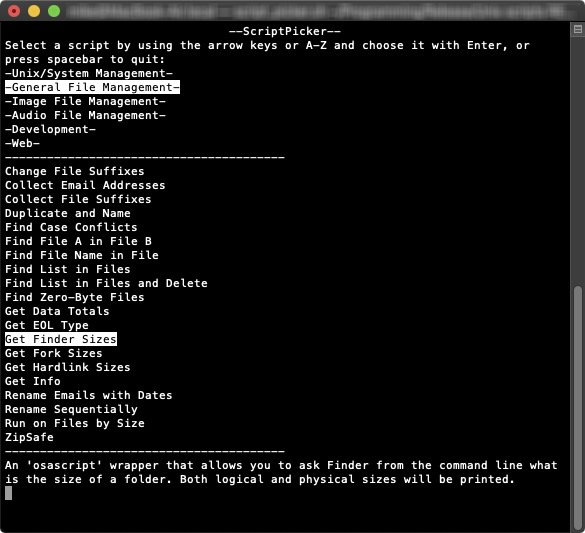 --ScriptPicker--
Select a script by using the arrow keys or A-Z and choose it with Enter, or
press spacebar to quit:
-Unix/System Management-
-General File Management-
-Image File Management-
-Audio File Management-
-Development-
-Web-
----------------------------------------
Change File Suffixes
Collect Email Addresses
Collect File Suffixes
Duplicate and Name
Find Case Conflicts
Find File A in File B
Find File Name in File
Find List in Files
Find List in Files and Delete
Find Zero-Byte Files
Get Data Totals
Get EOL Type
Get Finder Sizes
Get Fork Sizes
Get Hardlink Sizes
Get Info
Rename Emails with Dates
Rename Sequentially
Run on Files by Size
ZipSafe
----------------------------------------
An 'osascript' wrapper that allows you to ask Finder from the command line what
is the size of a folder. Both logical and physical sizes will be printed.